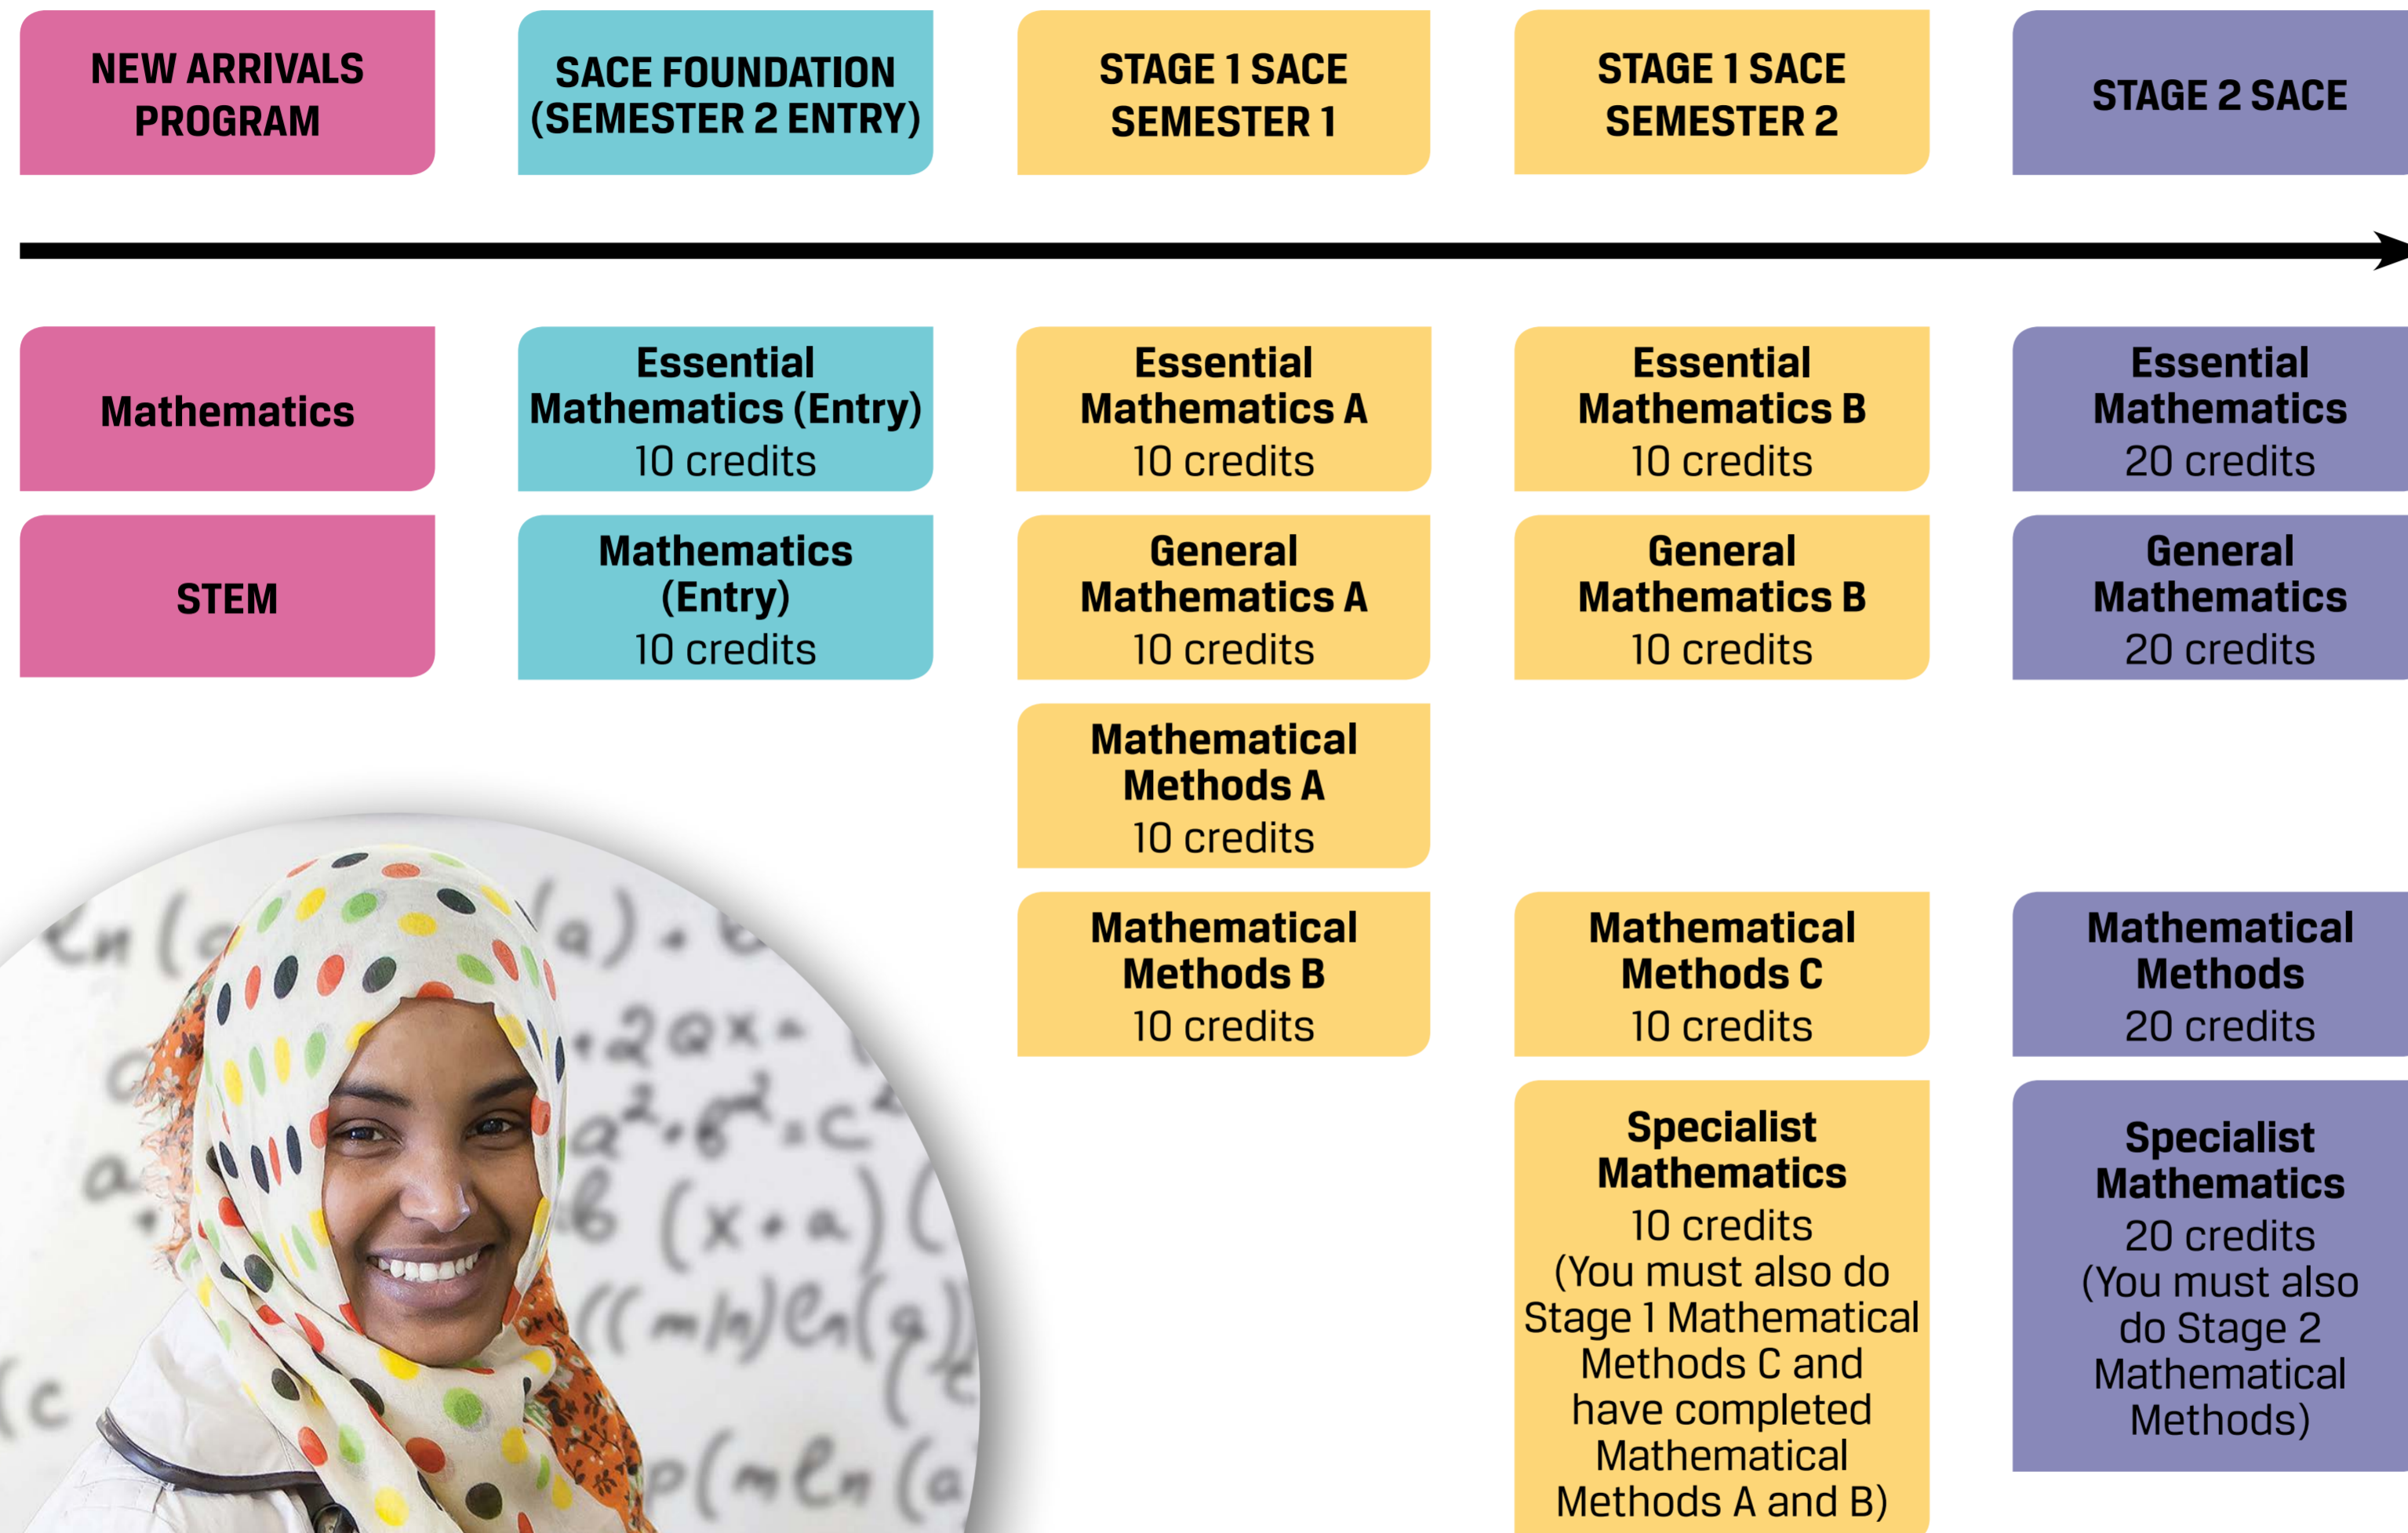 NEW ARRIVALS
PROGRAM
SACE FOUNDATION
(SEMESTER 2 ENTRY)
STAGE 1 SACE
SEMESTER 1
STAGE 1 SACE
SEMESTER 2
STAGE 2 SACE
Mathematics
Essential
Mathematics (Entry)
10 credits
Essential
Mathematics A
10 credits
Essential
Mathematics B
10 credits
Essential
Mathematics
20 credits
STEM
Mathematics
(Entry)
10 credits
General
Mathematics A
10 credits
General
Mathematics B
10 credits
General
Mathematics
20 credits
Mathematical
Methods A
10 credits
Mathematical
Methods B
10 credits
Mathematical
Methods C
10 credits
Mathematical
Methods
20 credits
Specialist
Mathematics
10 credits
(You must also do
Stage 1 Mathematical
Methods C and
have completed
Mathematical
Methods A and B)
Specialist
Mathematics
20 credits
(You must also
do Stage 2
Mathematical
Methods)
a²+b²=c²
(x+a)